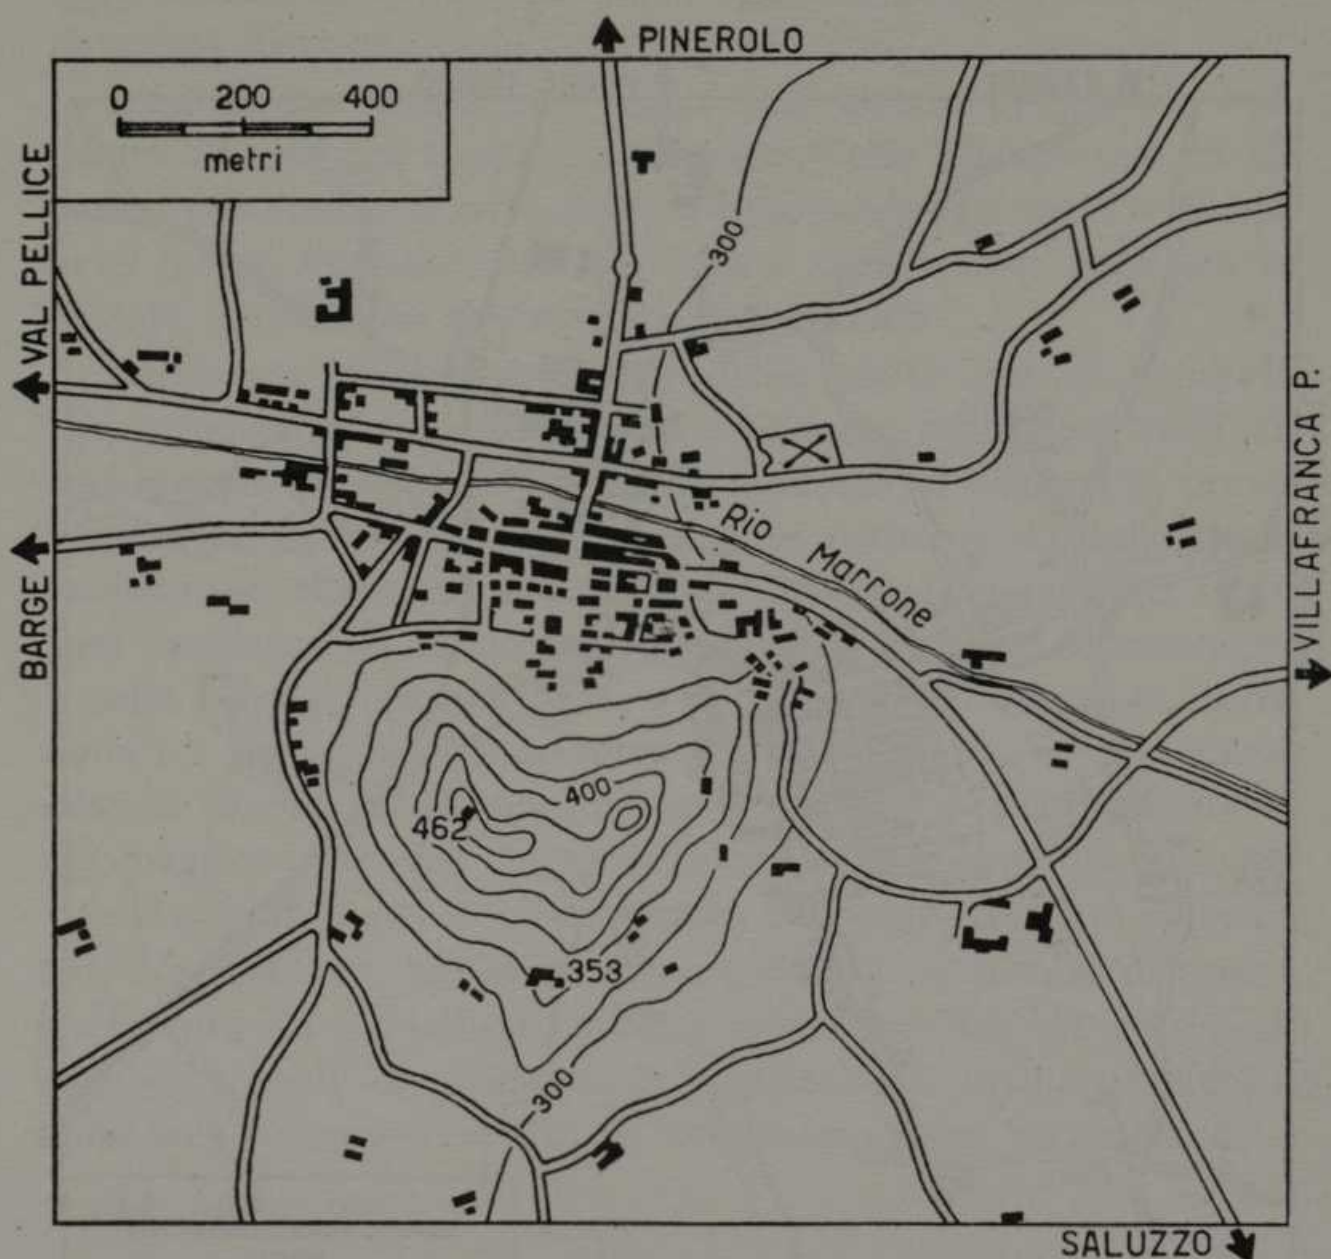 PINEROLO
0 200 400
metri
VAL PELLICE
300
BARGE
Rio Marrone
VILLAFRANCA P.
400
462
353
300
SALUZZO